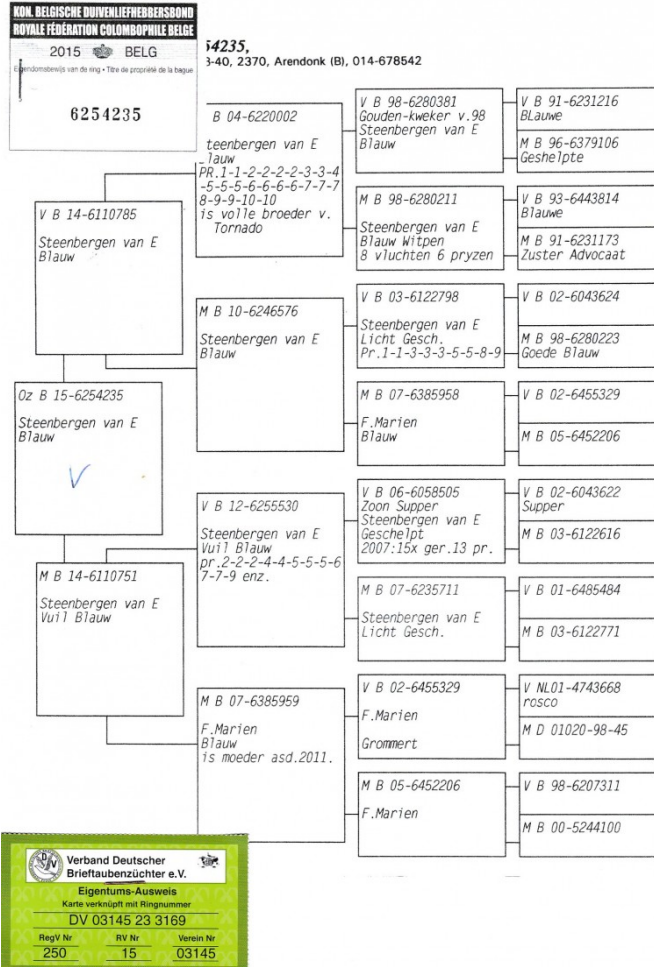 KON. BELGISCHE DUIVENLIEFHEBBERSBOND
ROYALE FÉDÉRATION COLOMBOPHILE BELGE
2015 BELG
Eigendomsbewijs van de ring • Titre de propriété de la bague
6254235
54235,
3-40, 2370, Arendonk (B), 014-678542
V B 14-6110785
Steenbergen van E
Blauw
Oz B 15-6254235
Steenbergen van E
Blauw
V
M B 14-6110751
Steenbergen van E
Vuil Blauw
B 04-6220002
teenbergen van E
lauw
PR.1-1-2-2-2-2-3-3-4
-5-5-5-6-6-6-6-7-7-7
8-9-9-10-10
is volle broeder v.
Tornado
M B 10-6246576
Steenbergen van E
Blauw
V B 12-6255530
Steenbergen van E
Vuil Blauw
pr.2-2-2-4-4-5-5-5-6
7-7-9 enz.
M B 07-6385959
F.Marien
Blauw
is moeder asd.2011.
V B 98-6280381
Gouden-kweker v.98
Steenbergen van E
Blauw
M B 98-6280211
Steenbergen van E
Blauw Witpen
8 vluchten 6 pryzen
V B 03-6122798
Steenbergen van E
Licht Gesch.
Pr.1-1-3-3-3-5-5-8-9
M B 07-6385958
F.Marien
Blauw
V B 06-6058505
Zoon Supper
Steenbergen van E
Geschelpt
2007:15x ger.13 pr.
M B 07-6235711
Steenbergen van E
Licht Gesch.
V B 02-6455329
F.Marien
Grommert
M B 05-6452206
F.Marien
V B 91-6231216
BLauwe
M B 96-6379106
Geshelpte
V B 93-6443814
Blauwe
M B 91-6231173
Zuster Advocaat
V B 02-6043624
M B 98-6280223
Goede Blauw
V B 02-6455329
M B 05-6452206
V B 02-6043622
Supper
M B 03-6122616
V B 01-6485484
M B 03-6122771
V NL01-4743668
rosco
M D 01020-98-45
V B 98-6207311
M B 00-5244100
Verband Deutscher
Brieftaubenzüchter e.V.
Eigentums-Ausweis
Karte verknüpft mit Ringnummer
DV 03145 23 3169
RegV Nr RV Nr Verein Nr
250 15 03145